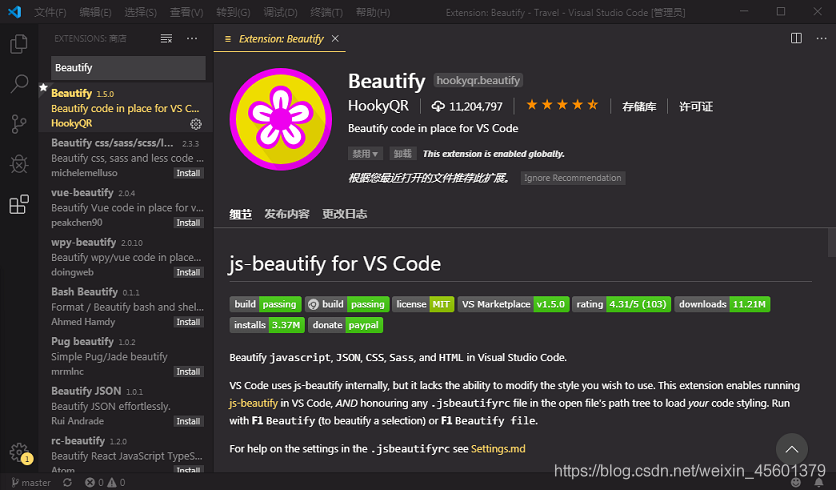 文件(F) 编辑(E) 选择(S) 查看(V) 转到(G) 调试(D) 终端(T) 帮助(H) Extension: Beautify - Travel - Visual Studio Code [管理员]
EXTENSIONS: 商店
Beautify
Beautify 1.5.0
Beautify code in place for VS C...
HookyQR
Beautify css/sass/scss/l... 2.3.3
Beautify css, sass and less code ...
michelemelluso Install
vue-beautify 2.0.4
Beautify Vue code in place for v...
peakchen90 Install
wpy-beautify 2.0.10
Beautify wpy/vue code in place...
doingweb Install
Bash Beautify 0.1.1
Format / Beautify bash and shel...
Ahmed Hamdy Install
Pug beautify 1.0.2
Simple Pug/Jade beautify
mrmlnc Install
Beautify JSON 1.0.1
Beautify JSON effortlessly.
Rui Andrade Install
rc-beautify 1.2.0
Beautify React JavaScript TypeS...
Atom Install
Extension: Beautify
Beautify hookyqr.beautify
HookyQR 11,204,797 存储库 许可证
Beautify code in place for VS Code
禁用 卸载 This extension is enabled globally.
根据您最近打开的文件推荐此扩展。 Ignore Recommendation
细节 发布内容 更改日志
js-beautify for VS Code
build passing build passing license MIT VS Marketplace v1.5.0 rating 4.31/5 (103) downloads 11.21M
installs 3.37M donate paypal
Beautify javascript, JSON, CSS, Sass, and HTML in Visual Studio Code.
VS Code uses js-beautify internally, but it lacks the ability to modify the style you wish to use. This extension enables running
js-beautify in VS Code, AND honouring any .jsbeautifyrc file in the open file's path tree to load your code styling. Run
with F1 Beautify (to beautify a selection) or F1 Beautify file.
For help on the settings in the .jsbeautifyrc see Settings.md
1
master 0 0
https://blog.csdn.net/weixin_45601379